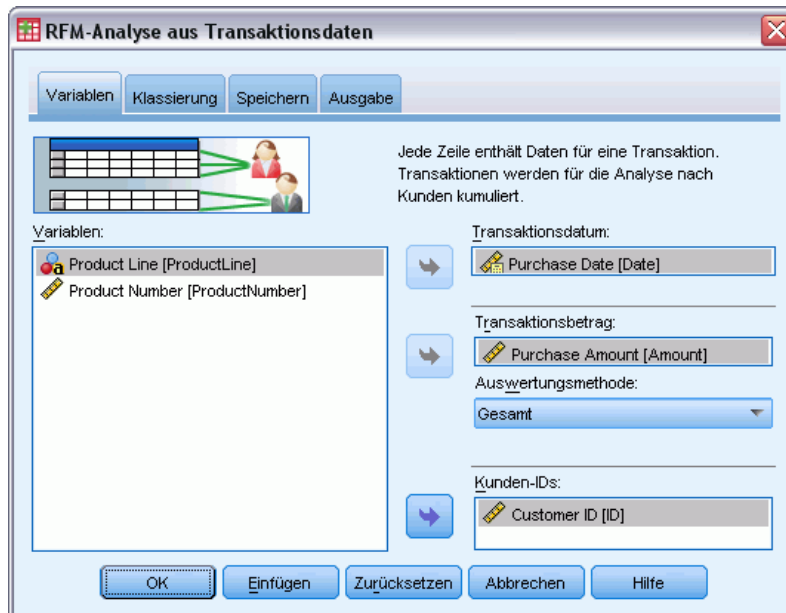 RFM-Analyse aus Transaktionsdaten
Variablen
Klassierung
Speichern
Ausgabe
Jede Zeile enthält Daten für eine Transaktion.
Transaktionen werden für die Analyse nach
Kunden kumuliert.
Variablen:
Product Line [ProductLine]
Product Number [ProductNumber]
Transaktionsdatum:
Purchase Date [Date]
Transaktionsbetrag:
Purchase Amount [Amount]
Auswertungsmethode:
Gesamt
Kunden-IDs:
Customer ID [ID]
OK
Einfügen
Zurücksetzen
Abbrechen
Hilfe